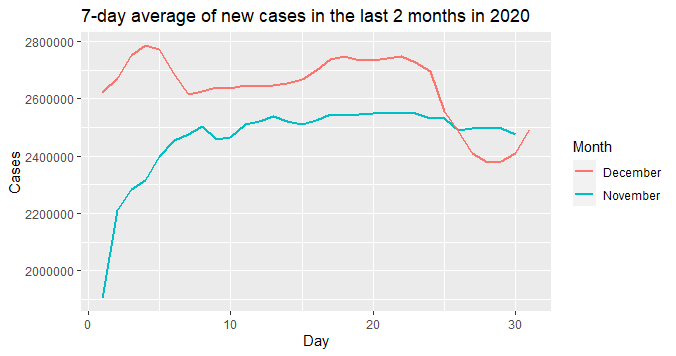 7-day average of new cases in the last 2 months in 2020
2800000
2600000
2400000
2200000
2000000
Cases
0 10 20 30
Day
Month
December
November